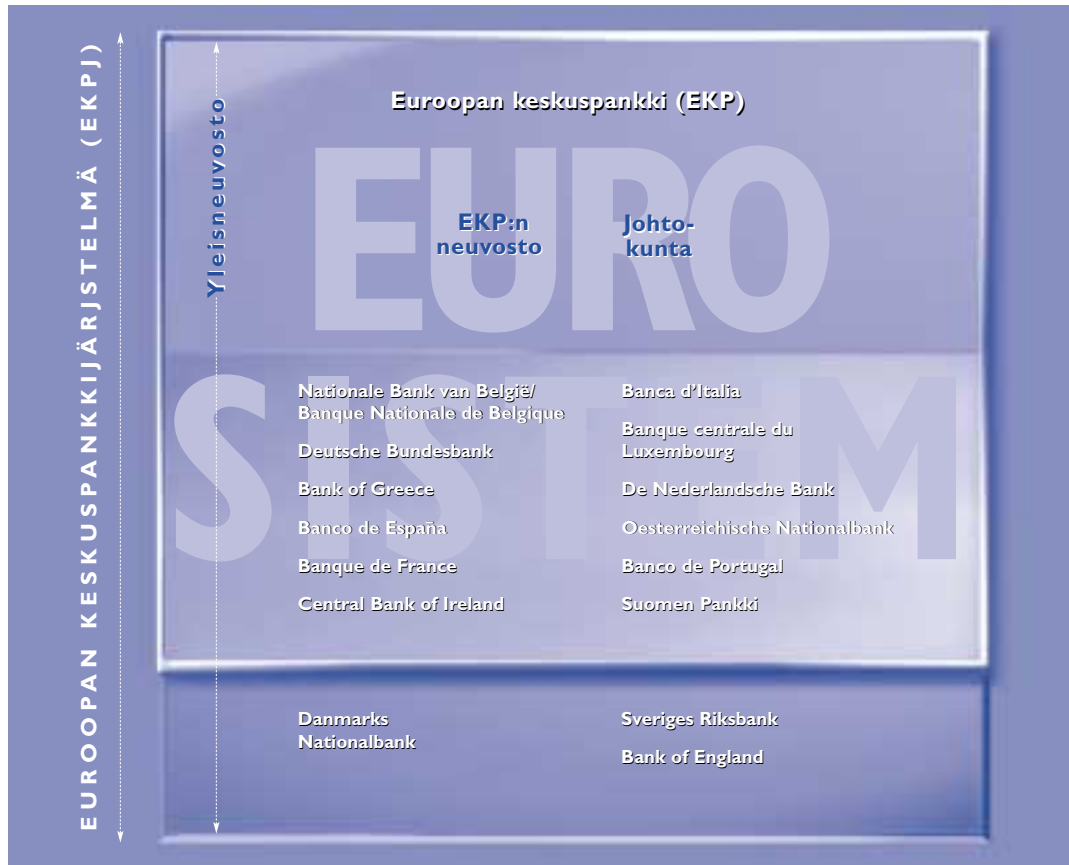 EUROOPAN KESKUSPANKKIJÄRJSTELMÄ (EKPJ)
Yleisneuvosto
Euroopan keskuspankki (EKP)
EURO
EKP:n
neuvosto
Johto-
kunta
SISTEM
Nationale Bank van België/
Banque Nationale de Belgique
Deutsche Bundesbank
Bank of Greece
Banco de España
Banque de France
Central Bank of Ireland
Banca d'Italia
Banque centrale du
Luxembourg
De Nederlandsche Bank
Oesterreichische Nationalbank
Banco de Portugal
Suomen Pankki
Danmarks
Nationalbank
Sveriges Riksbank
Bank of England